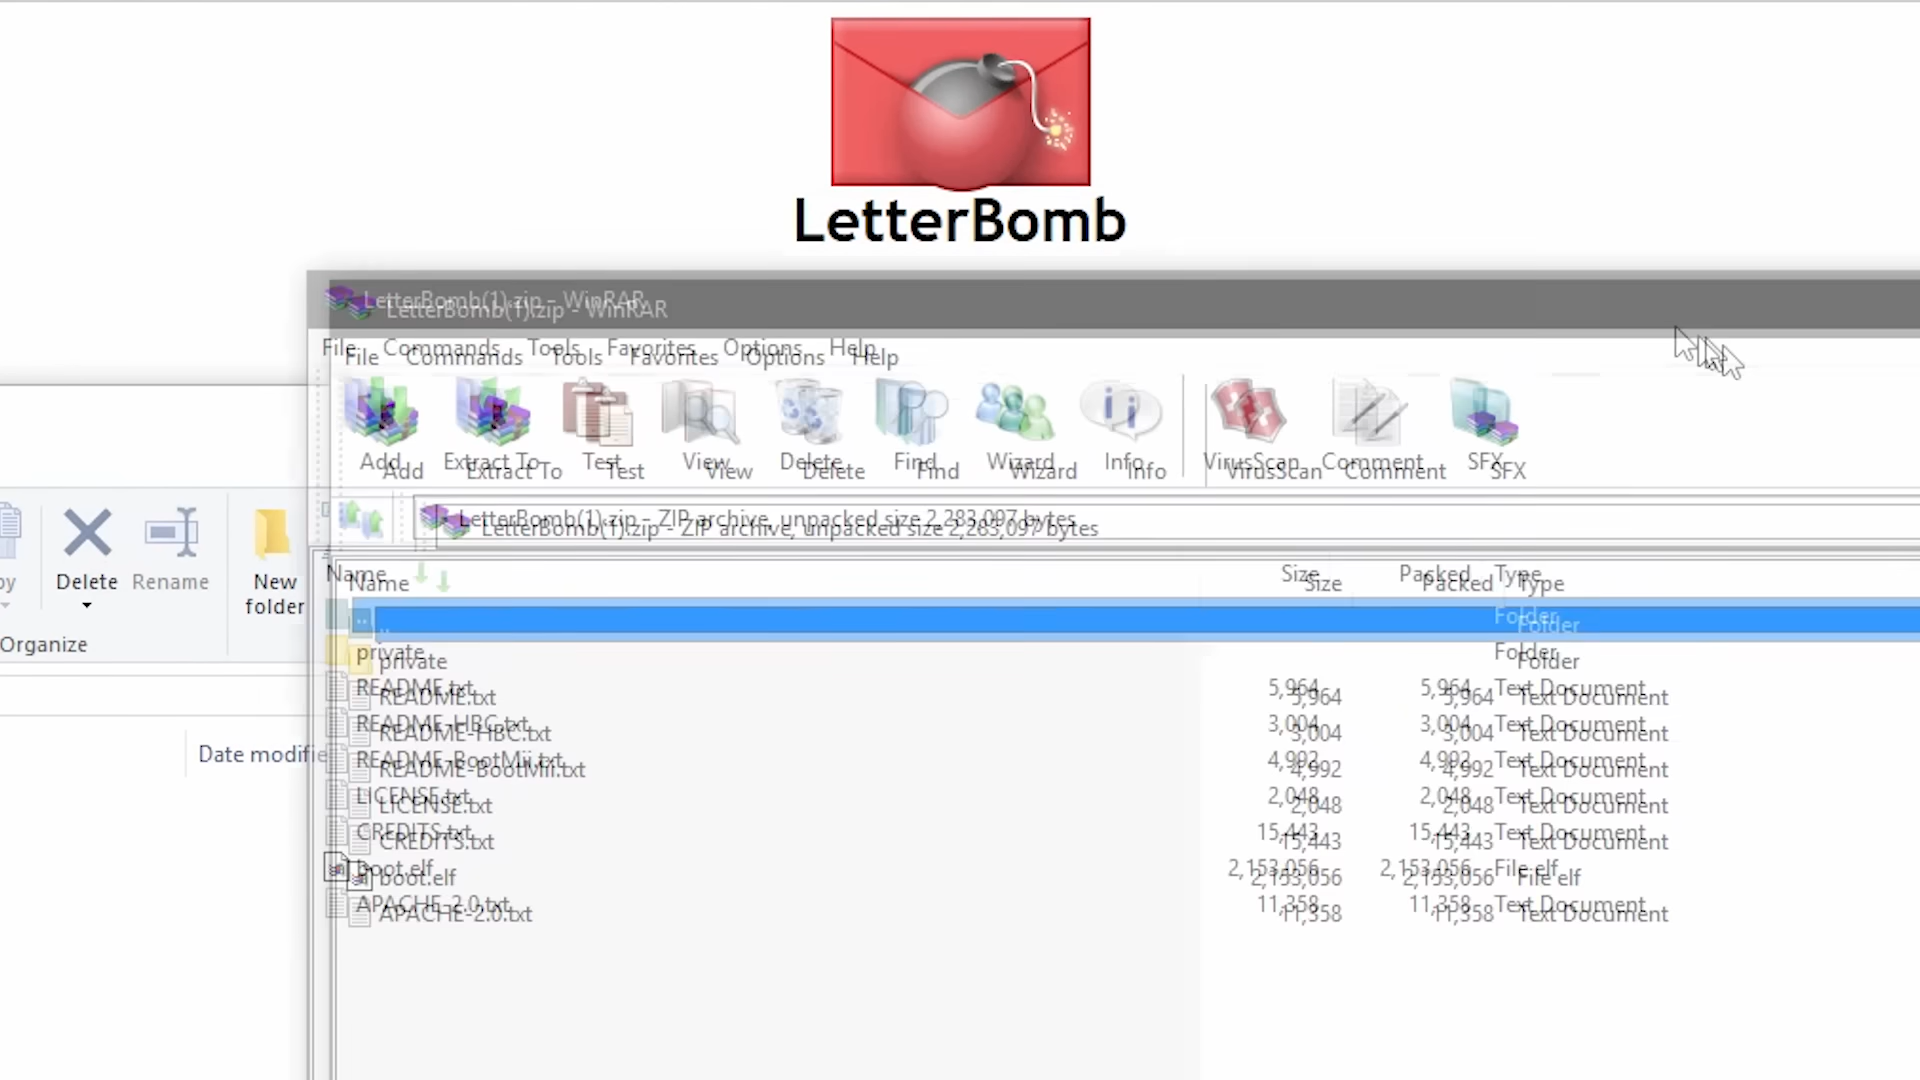 LetterBomb
LetterBomb(1).zip - WinRAR
File Commands Tools Favorites Options Help
Add Extract To Test View Delete Find Wizard Info VirusScan Comment SFX
LetterBomb(1).zip - ZIP archive, unpacked size 2,283,097 bytes
Delete Rename New folder
Organize
Date modifie
Name Size Packed Type
.. Folder
private Folder
README.txt 5,964 5,964 Text Document
README-HBC.txt 3,004 3,004 Text Document
README-BootMii.txt 4,992 4,992 Text Document
LICENSE.txt 2,048 2,048 Text Document
CREDITS.txt 15,443 15,443 Text Document
boot.elf 2,153,056 2,153,056 File elf
APACHE-2.0.txt 11,358 11,358 Text Document